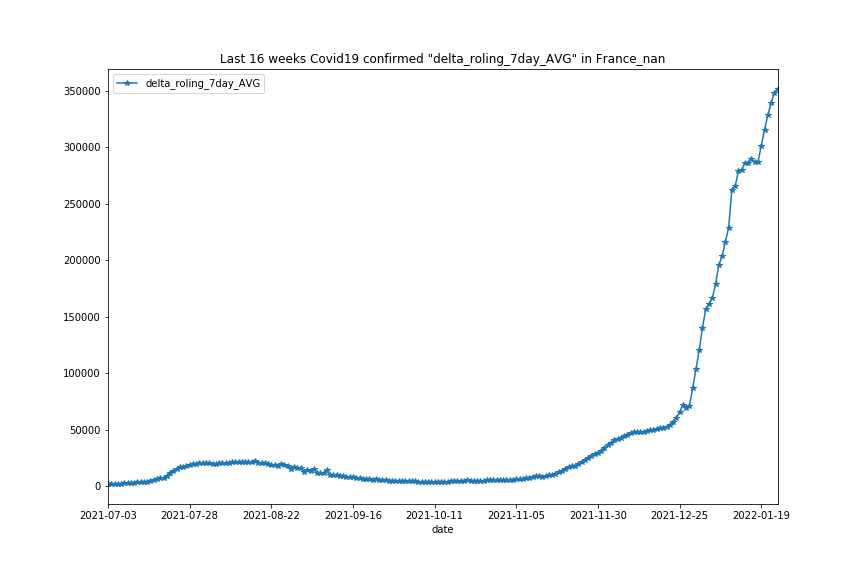 Last 16 weeks Covid19 confirmed "delta_roling_7day_AVG" in France_nan
delta_roling_7day_AVG
350000
300000
250000
200000
150000
100000
50000
0
2021-07-03 2021-07-28 2021-08-22 2021-09-16 2021-10-11 2021-11-05 2021-11-30 2021-12-25 2022-01-19
date